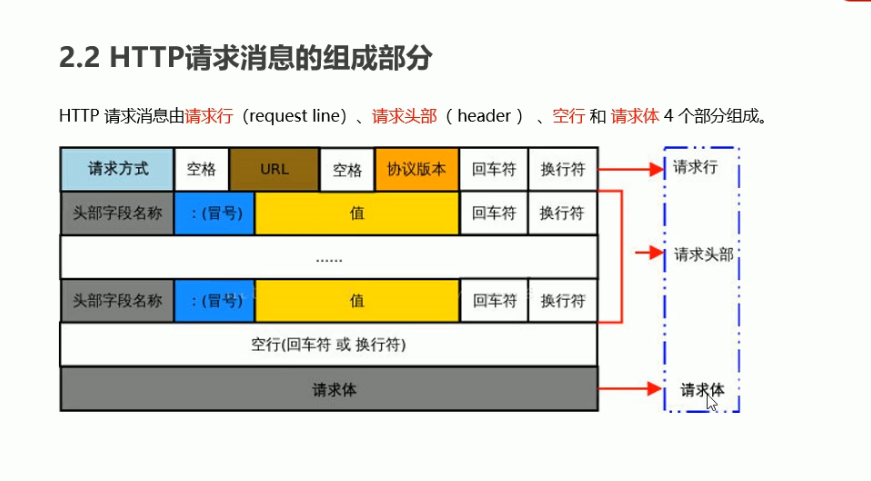 2.2 HTTP请求消息的组成部分
HTTP 请求消息由请求行（request line）、请求头部（ header ） 、空行 和 请求体 4 个部分组成。
请求方式 空格 URL 空格 协议版本 回车符 换行符 请求行
头部字段名称 ：(冒号) 值 回车符 换行符
...... 请求头部
头部字段名称 ：(冒号) 值 回车符 换行符
空行(回车符 或 换行符)
请求体 请求体